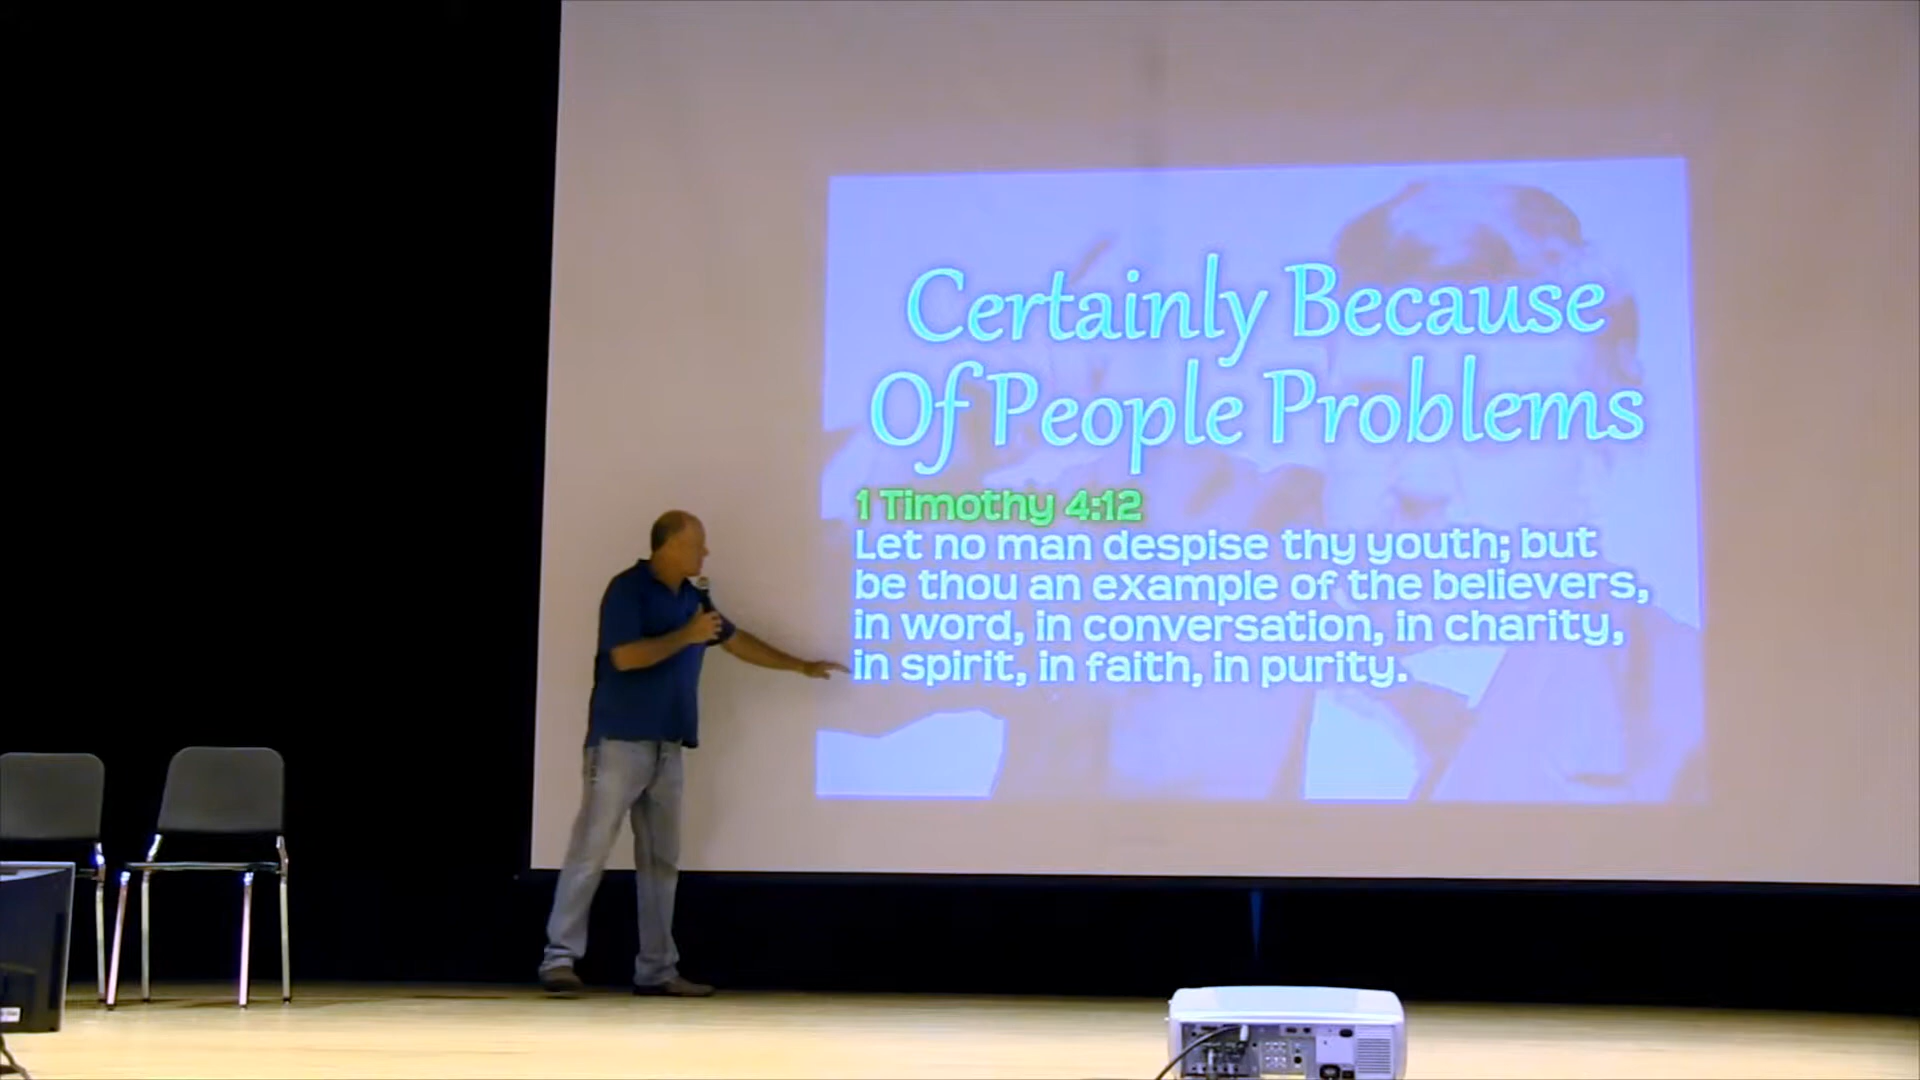 Certainly Because
Of People Problems
1 Timothy 4:12
Let no man despise thy youth; but
be thou an example of the believers,
in word, in conversation, in charity,
in spirit, in faith, in purity.